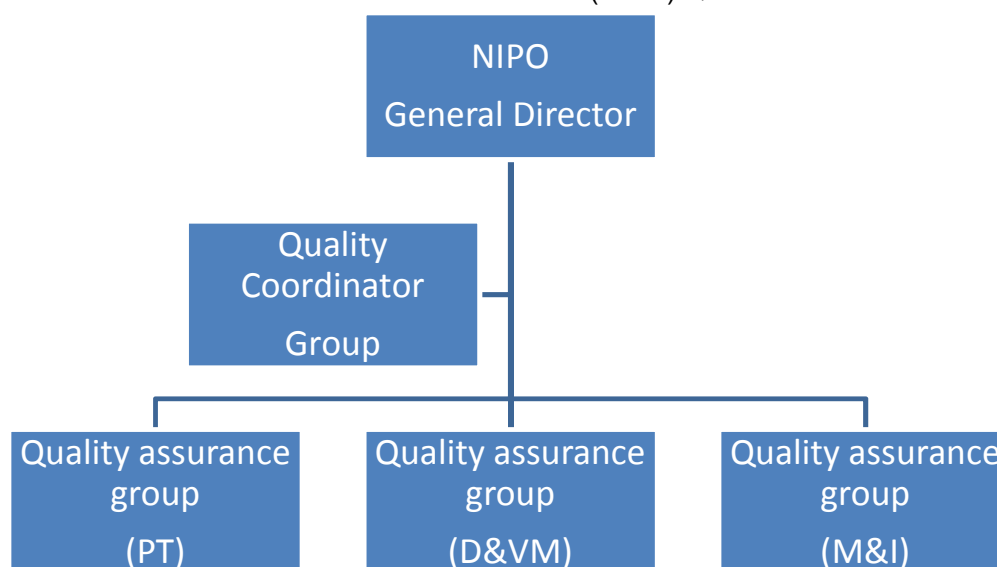 NIPO
General Director
Quality
Coordinator
Group
Quality assurance
group
(PT)
Quality assurance
group
(D&VM)
Quality assurance
group
(M&I)